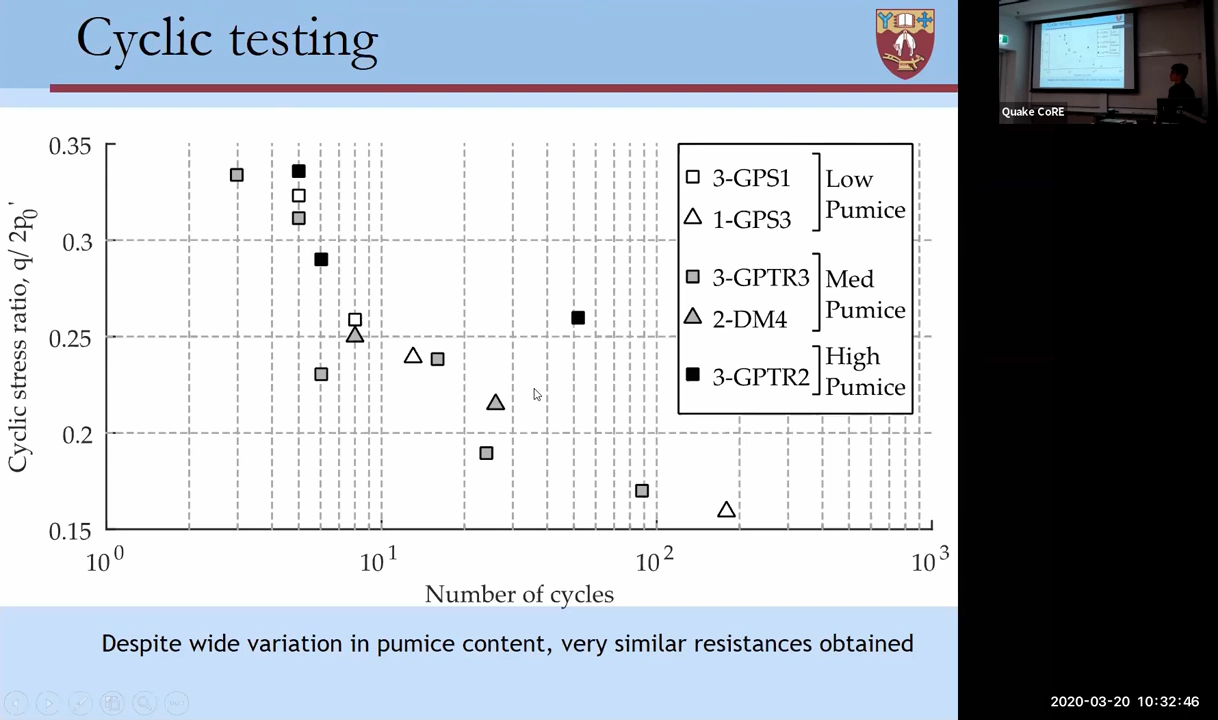 Cyclic testing
Quake CoRE
0.35
0.3
0.25
0.2
0.15
Cyclic stress ratio, q/ 2p0'
10^0
10^1
10^2
10^3
Number of cycles
3-GPS1
1-GPS3
Low
Pumice
3-GPTR3
2-DM4
Med
Pumice
3-GPTR2
High
Pumice
Despite wide variation in pumice content, very similar resistances obtained
2020-03-20 10:32:46